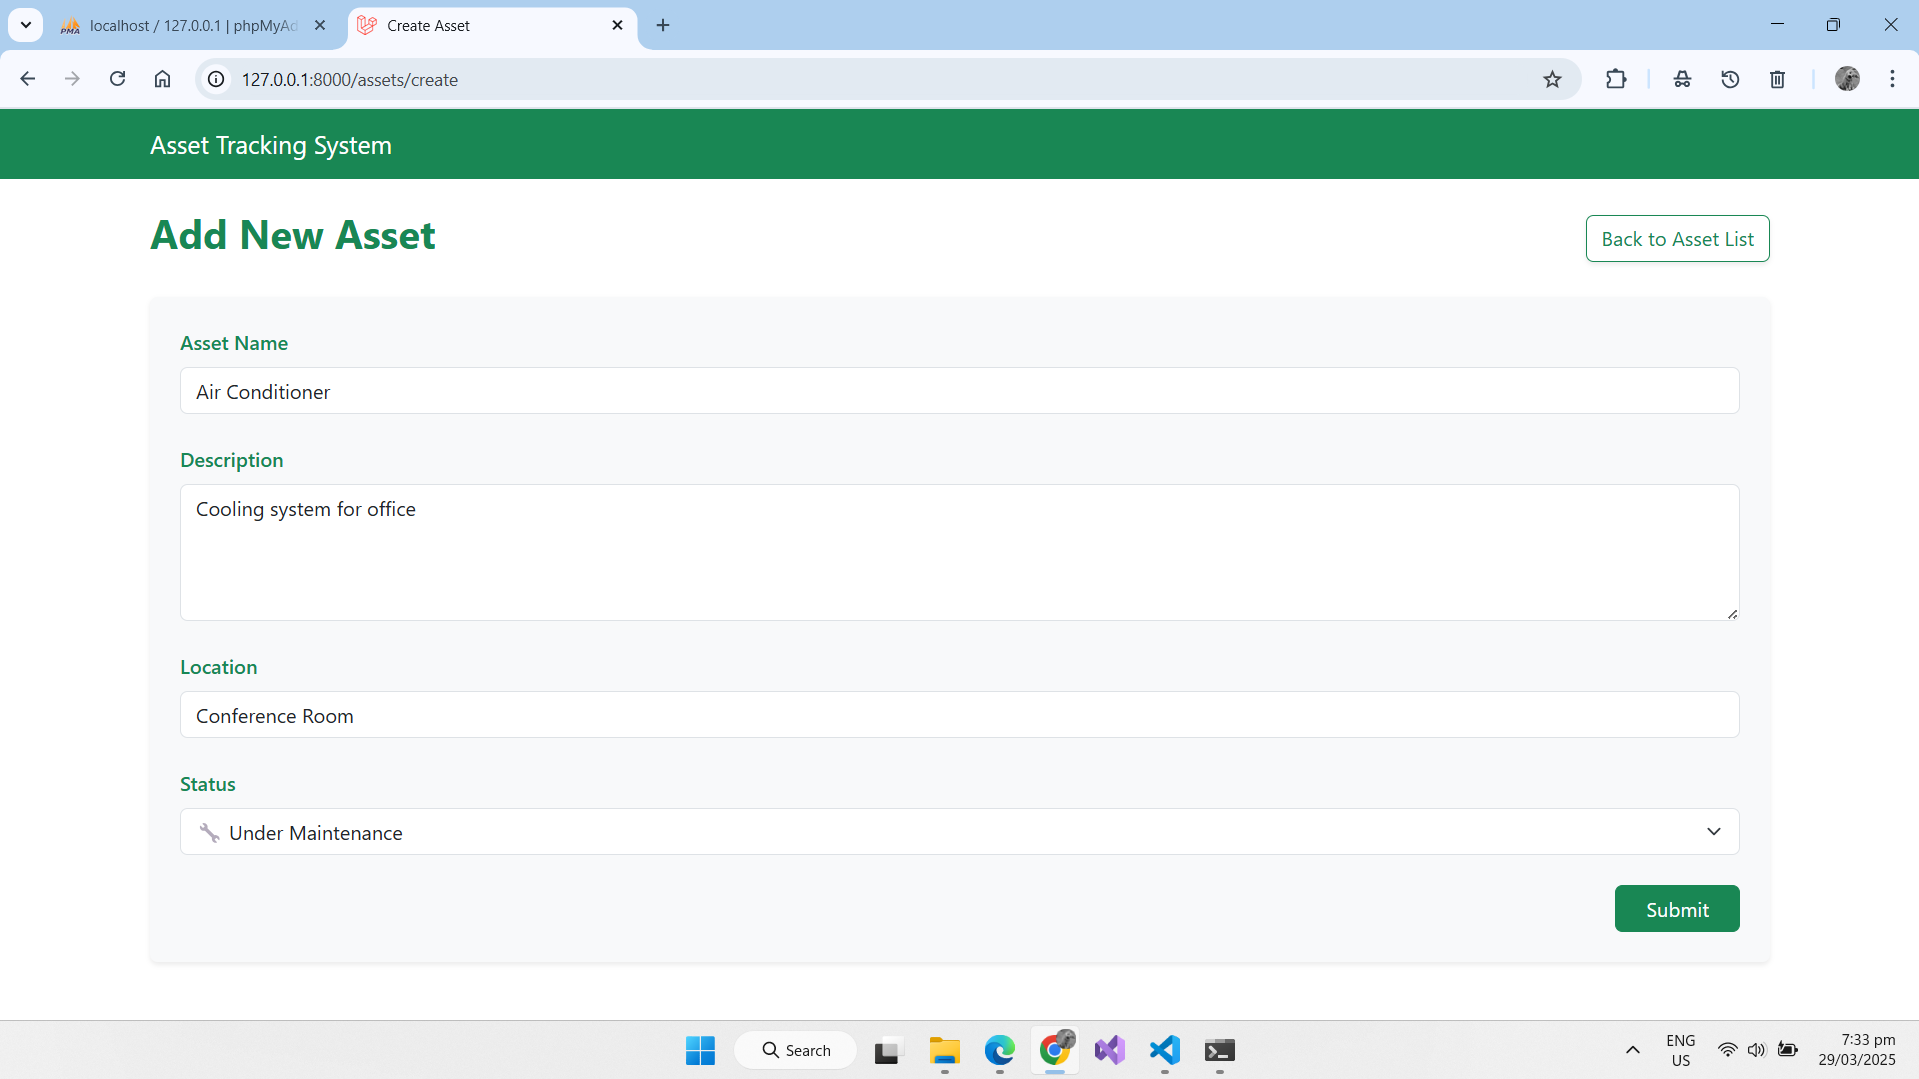 localhost / 127.0.0.1 | phpMyAd
Create Asset
127.0.0.1:8000/assets/create
Asset Tracking System
Add New Asset
Back to Asset List
Asset Name
Air Conditioner
Description
Cooling system for office
Location
Conference Room
Status
Under Maintenance
Submit
Search
ENG
US
7:33 pm
29/03/2025